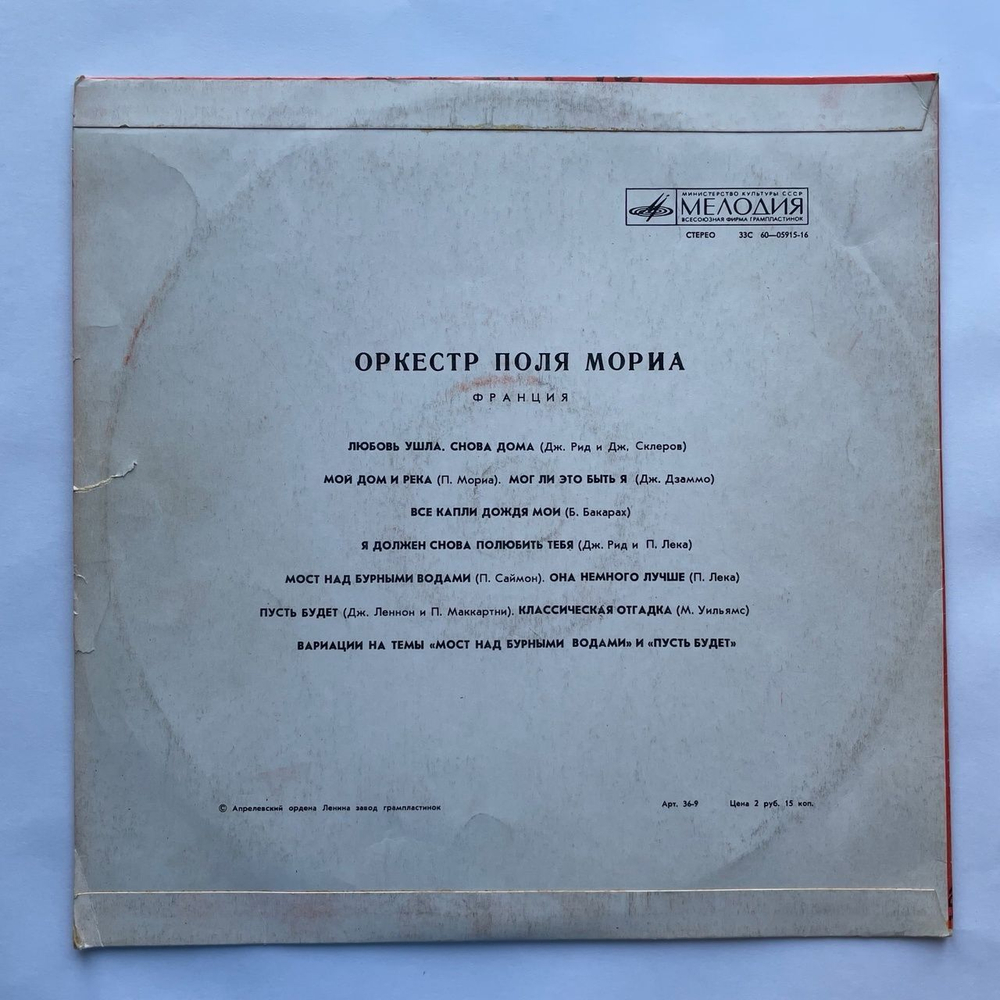 МИНИСТЕРСТВО КУЛЬТУРЫ СССР
МЕЛОДИЯ
ВСЕСОЮЗНАЯ ФИРМА ГРАМПЛАСТИНОК
СТЕРЕО 33С 60—05915-16
ОРКЕСТР ПОЛЯ МОРИА
ФРАНЦИЯ
ЛЮБОВЬ УШЛА. СНОВА ДОМА (Дж. Рид и Дж. Склеров)
МОЙ ДОМ И РЕКА (П. Мориа). МОГ ЛИ ЭТО БЫТЬ Я (Дж. Дзаммо)
ВСЕ КАПЛИ ДОЖДЯ МОИ (Б. Бакарах)
Я ДОЛЖЕН СНОВА ПОЛЮБИТЬ ТЕБЯ (Дж. Рид и П. Лека)
МОСТ НАД БУРНЫМИ ВОДАМИ (П. Саймон). ОНА НЕМНОГО ЛУЧШЕ (П. Лека)
ПУСТЬ БУДЕТ (Дж. Леннон и П. Маккартни). КЛАССИЧЕСКАЯ ОТГАДКА (М. Уильямс)
ВАРИАЦИИ НА ТЕМЫ «МОСТ НАД БУРНЫМИ ВОДАМИ» И «ПУСТЬ БУДЕТ»
© Апрелевский ордена Ленина завод грампластинок
Арт. 36-9 Цена 2 руб. 15 коп.